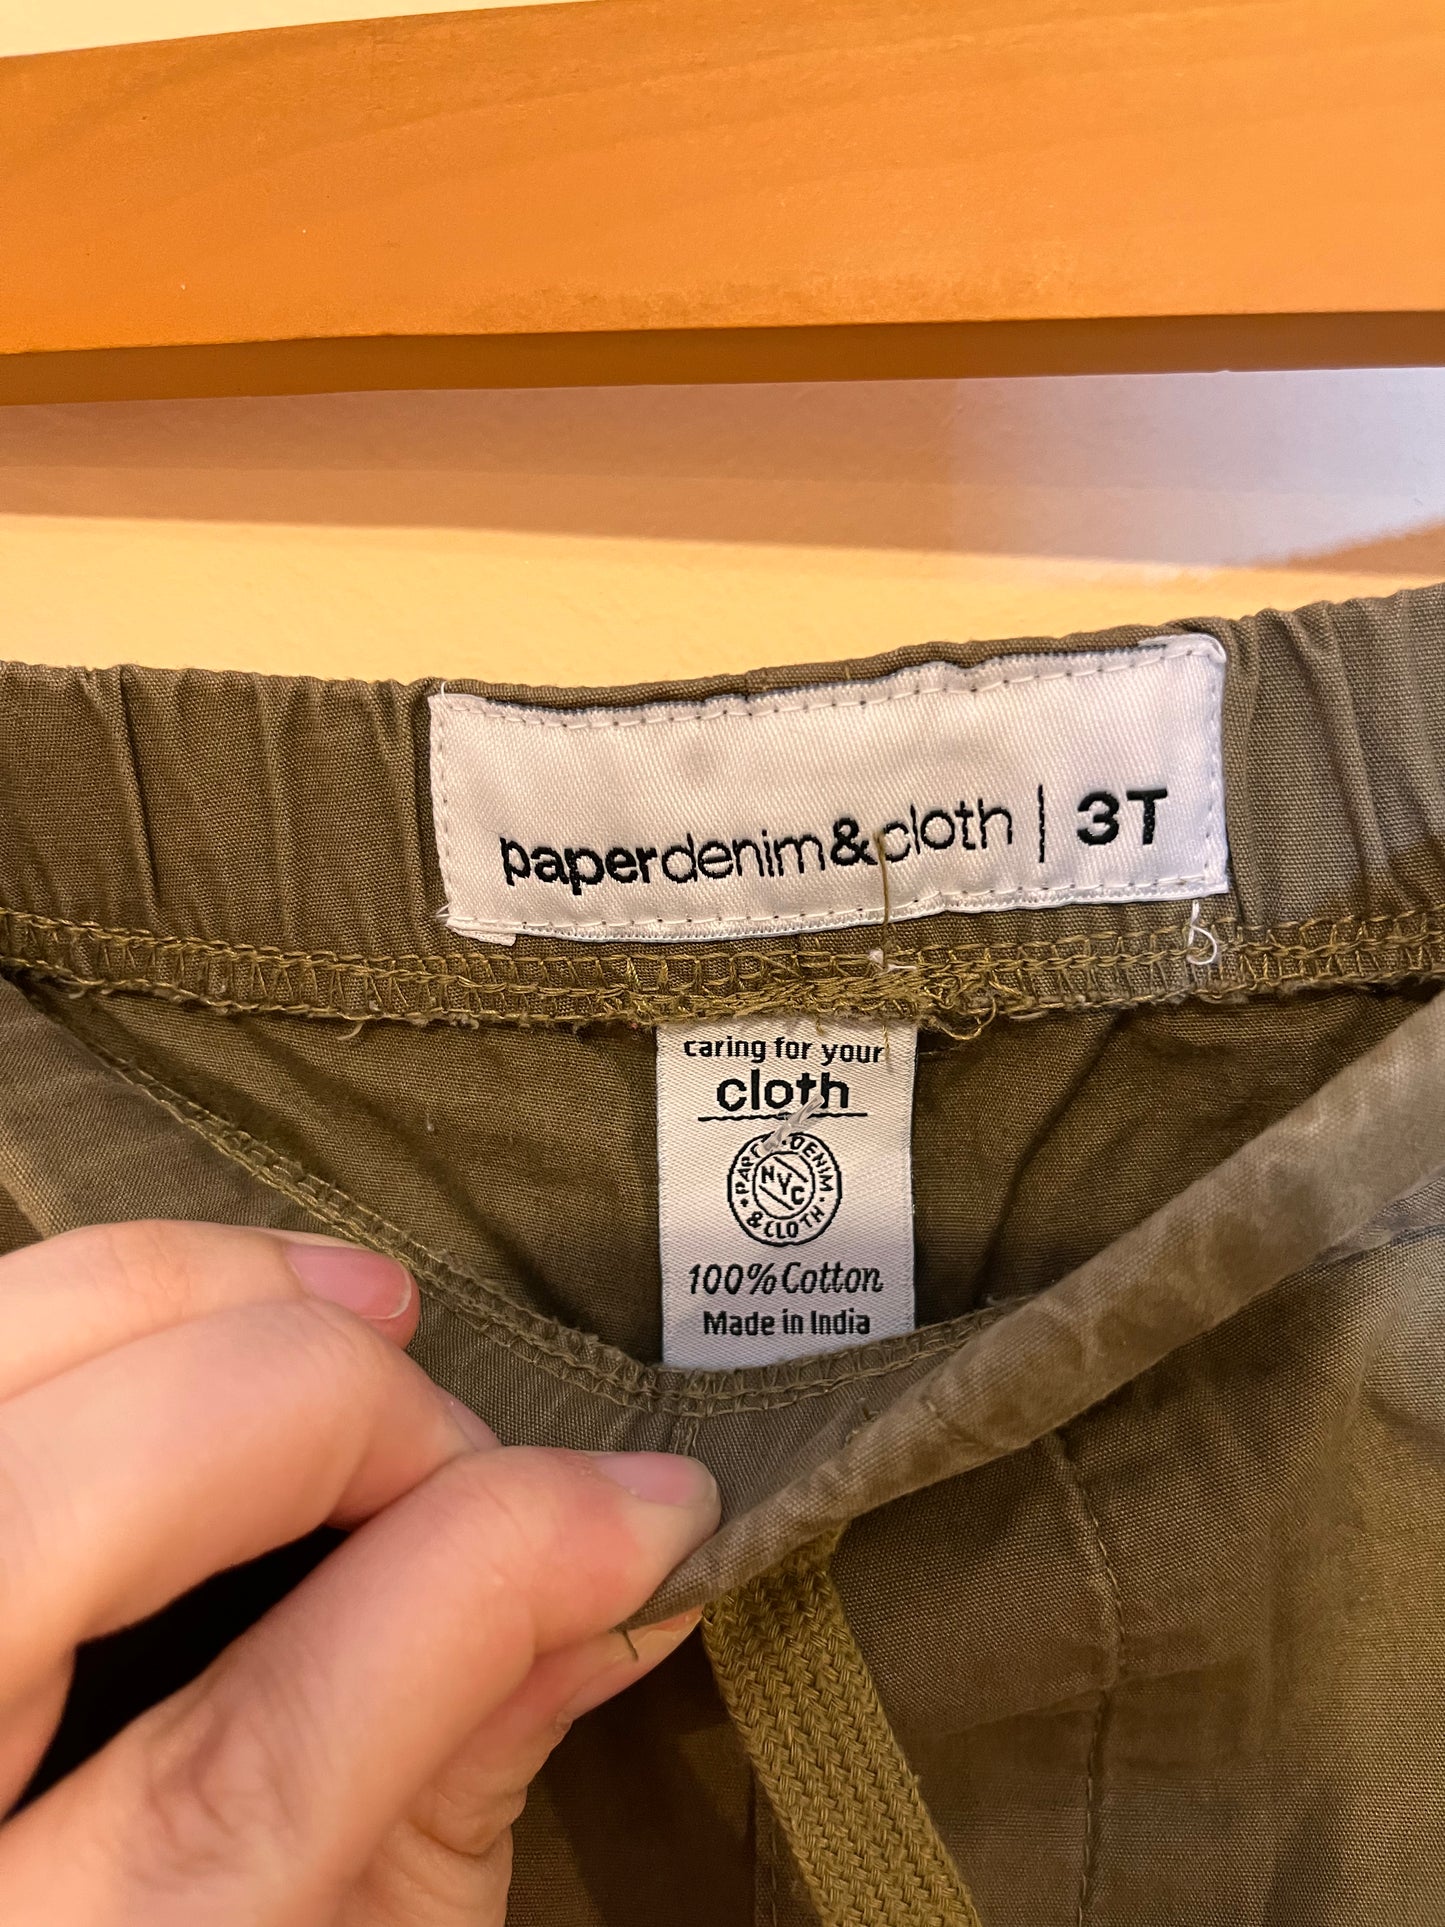 paperdenim&cloth | 3T
caring for your
cloth
PAPER·DENIM
NYC
& CLOTH
100% Cotton
Made in India